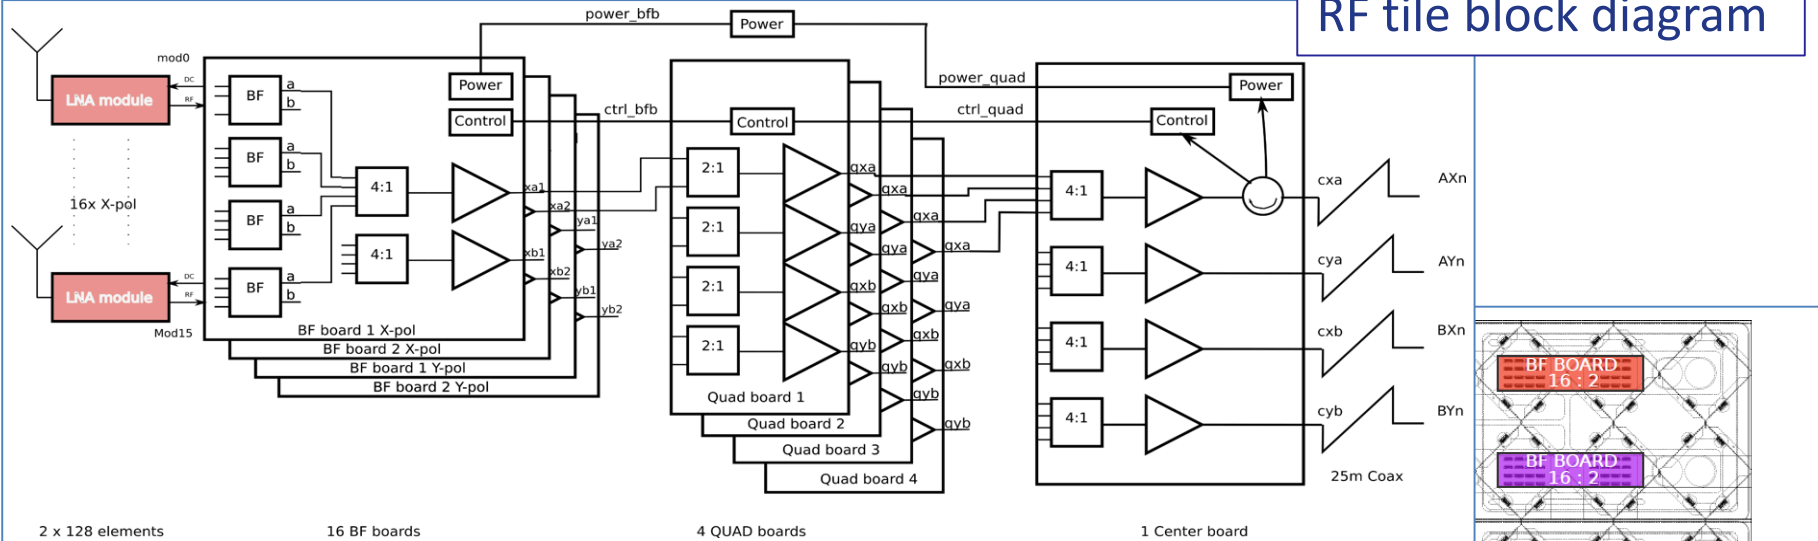 RF tile block diagram
power_bfb
Power
mod0
LNA module
DC
RF
BF
a
b
Power
Control
ctrl_bfb
Control
power_quad
ctrl_quad
Power
Control
BF
a
b
16x X-pol
BF
a
b
4:1
4:1
LNA module
DC
RF
BF
a
b
Mod15
xa1
xa2
ya1
ya2
xb1
xb2
yb1
yb2
BF board 1 X-pol
BF board 2 X-pol
BF board 1 Y-pol
BF board 2 Y-pol
2:1
2:1
2:1
2:1
qxa
qxa
qxa
qxa
qya
qya
qya
qya
qxb
qxb
qxb
qxb
qyb
qyb
qyb
qyb
Quad board 1
Quad board 2
Quad board 3
Quad board 4
4:1
4:1
4:1
4:1
cxa
AXn
cya
AYn
cxb
BXn
cyb
BYn
25m Coax
BF BOARD
16 : 2
BF BOARD
16 : 2
2 x 128 elements
16 BF boards
4 QUAD boards
1 Center board